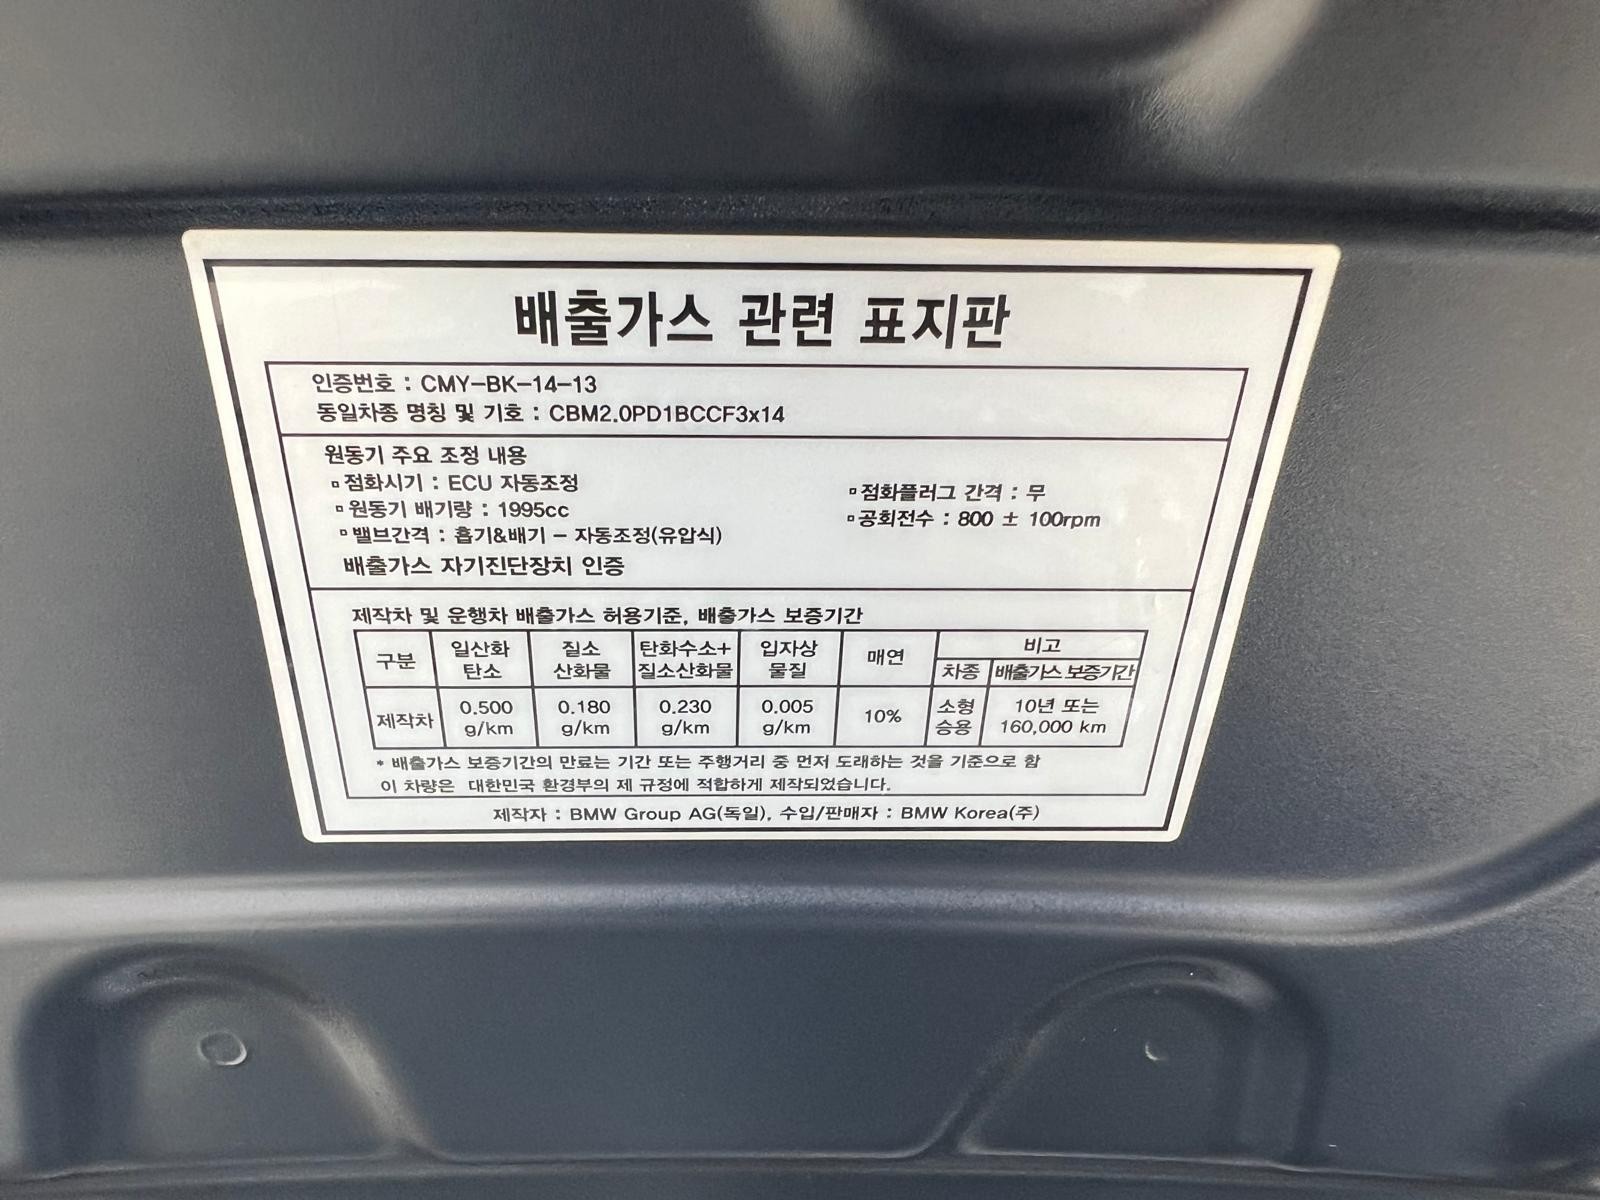 배출가스 관련 표지판
인증번호 : CMY-BK-14-13
동일차종 명칭 및 기호 : CBM2.0PD1BCCF3x14
원동기 주요 조정 내용
▫점화시기 : ECU 자동조정
▫점화플러그 간격 : 무
▫원동기 배기량 : 1995cc
▫공회전수 : 800 ± 100rpm
▫밸브간격 : 흡기&배기 - 자동조정(유압식)
배출가스 자기진단장치 인증
제작차 및 운행차 배출가스 허용기준, 배출가스 보증기간
구분 일산화탄소 질소산화물 탄화수소+질소산화물 입자상물질 매연 비고
차종 배출가스 보증기간
제작차 0.500 g/km 0.180 g/km 0.230 g/km 0.005 g/km 10% 소형승용 10년 또는 160,000 km
* 배출가스 보증기간의 만료는 기간 또는 주행거리 중 먼저 도래하는 것을 기준으로 함
이 차량은 대한민국 환경부의 제 규정에 적합하게 제작되었습니다.
제작자 : BMW Group AG(독일), 수입/판매자 : BMW Korea(주)